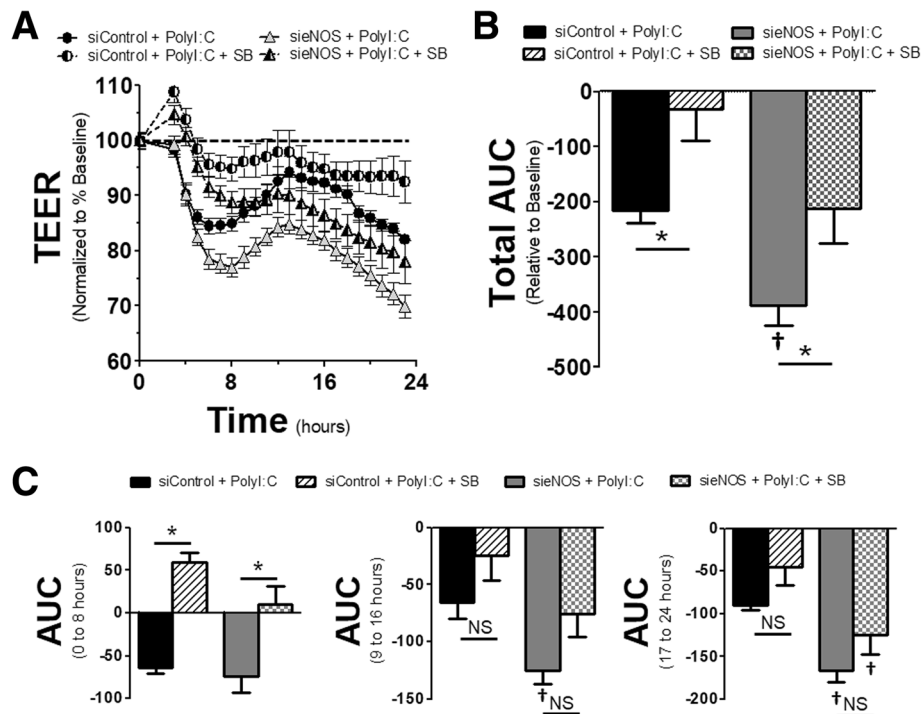 A
siControl + PolyI:C
sieNOS + PolyI:C
siControl + PolyI:C + SB
sieNOS + PolyI:C + SB
TEER
(Normalized to % Baseline)
110
100
90
80
70
60
0
8
16
24
Time (hours)
B
siControl + PolyI:C
sieNOS + PolyI:C
siControl + PolyI:C + SB
sieNOS + PolyI:C + SB
Total AUC
(Relative to Baseline)
0
-100
-200
-300
-400
-500
*
†
*
C
siControl + PolyI:C
siControl + PolyI:C + SB
sieNOS + PolyI:C
sieNOS + PolyI:C + SB
AUC
(0 to 8 hours)
100
50
0
-50
-100
*
*
AUC
(9 to 16 hours)
0
-50
-100
-150
NS
†NS
AUC
(17 to 24 hours)
0
-50
-100
-150
-200
NS
†
†NS